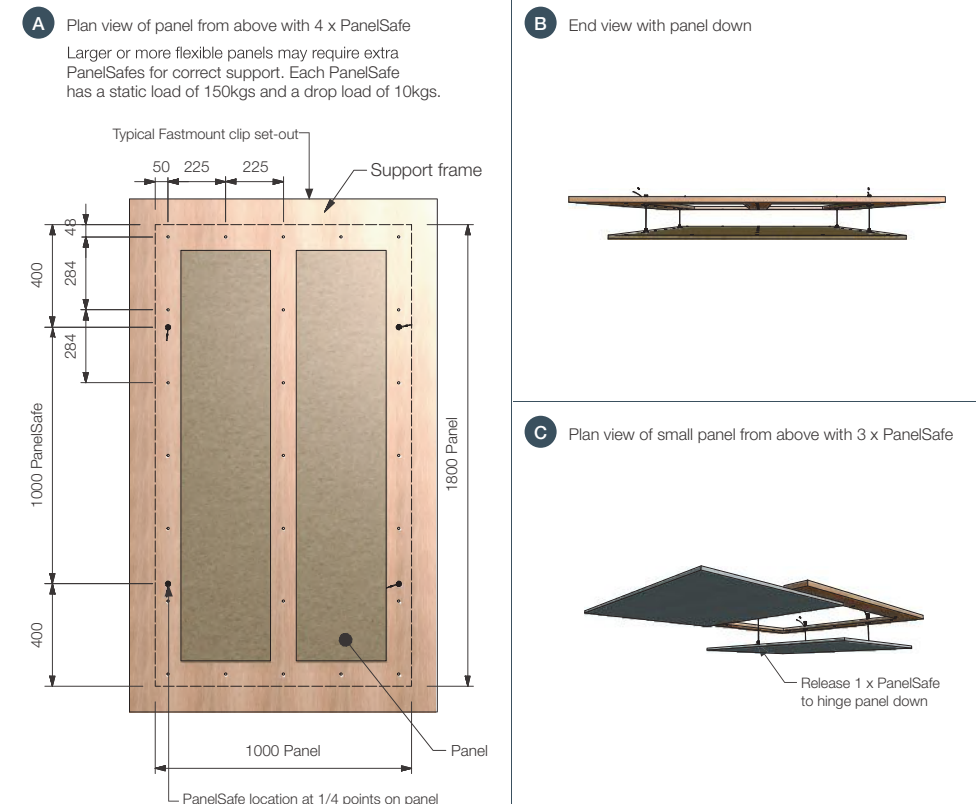 A Plan view of panel from above with 4 x PanelSafe
Larger or more flexible panels may require extra
PanelSafes for correct support. Each PanelSafe
has a static load of 150kgs and a drop load of 10kgs.
Typical Fastmount clip set-out
50 225 225
Support frame
48
400
284
284
1000 PanelSafe
1800 Panel
400
1000 Panel
Panel
PanelSafe location at 1/4 points on panel
B End view with panel down
C Plan view of small panel from above with 3 x PanelSafe
Release 1 x PanelSafe
to hinge panel down